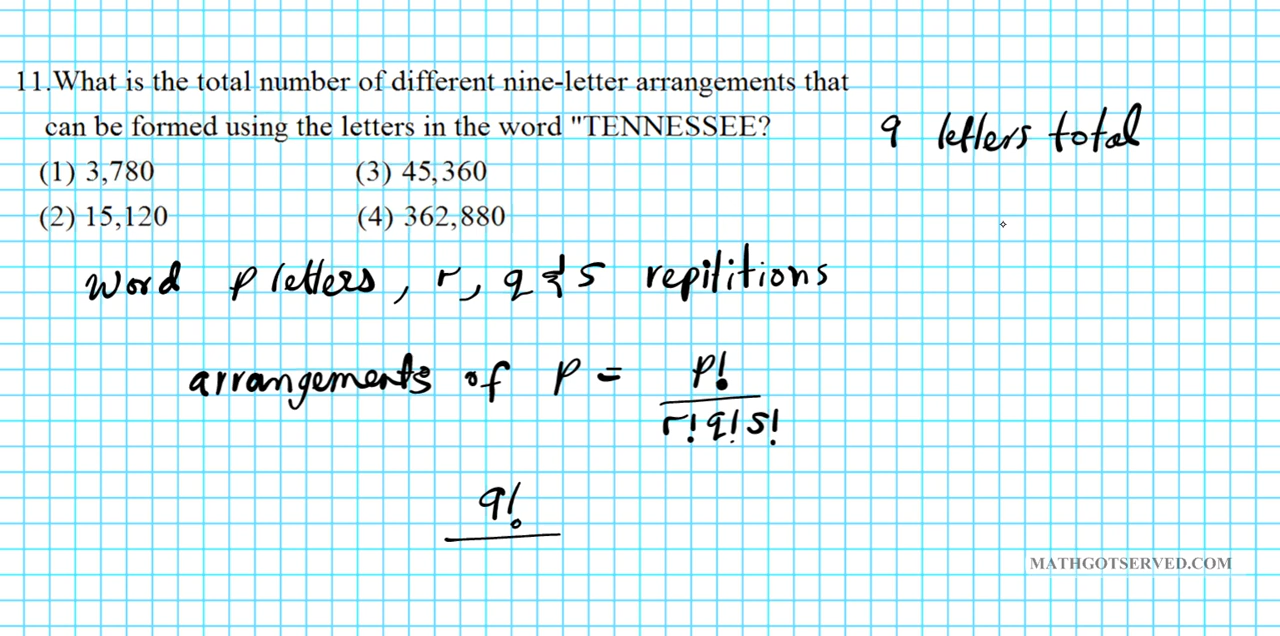 11.What is the total number of different nine-letter arrangements that
can be formed using the letters in the word "TENNESSEE?
(1) 3,780 (3) 45,360
(2) 15,120 (4) 362,880
9 letters total
word p letters, r, q & s repititions
arrangements of p = p!
r! q! s!
9!
MATHGOTSERVED.COM